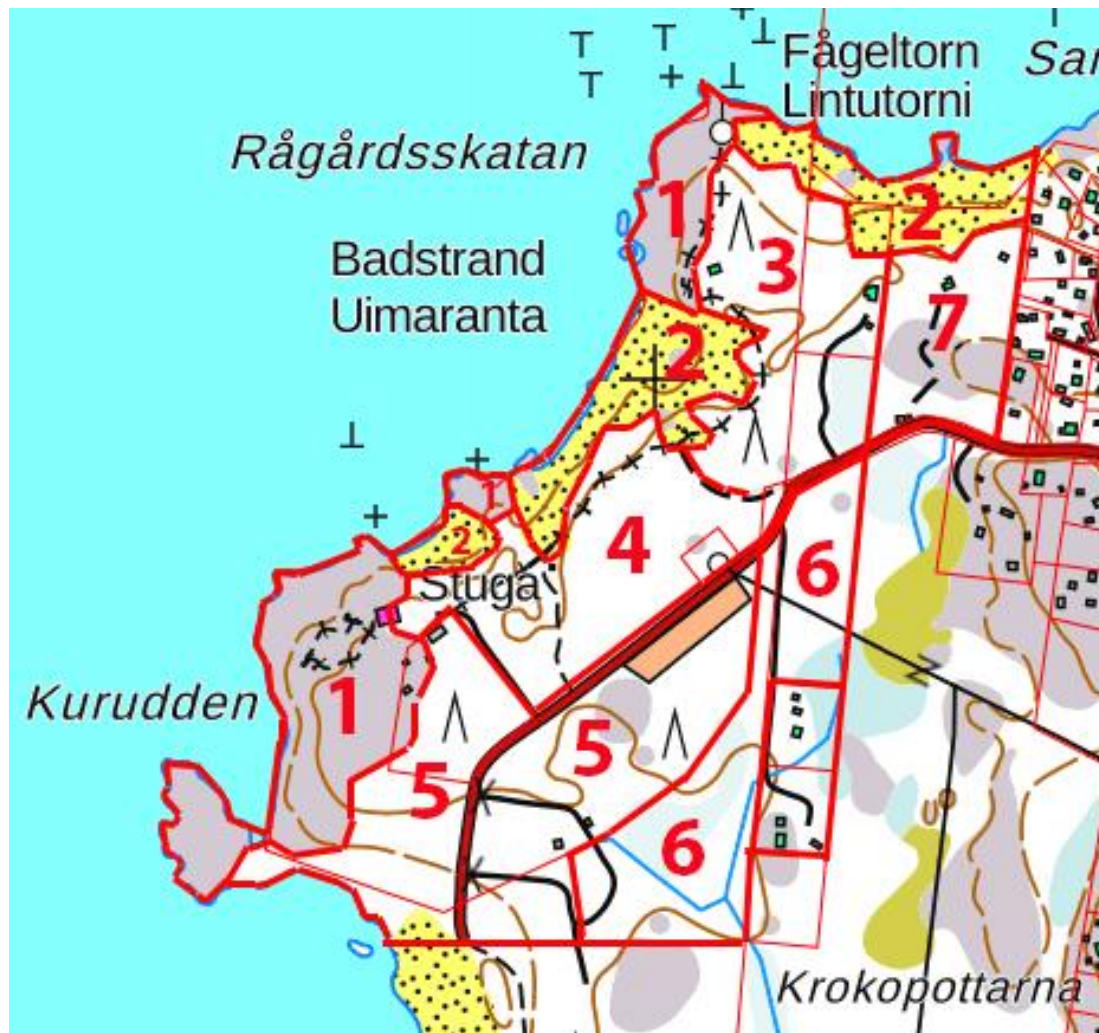 Fågeltorn
Lintutorni
Rågårdsskatan
Badstrand
Uimaranta
1
2
3
7
2
1
2
4
6
Stuga
Kurudden
1
5
5
6
Krokopottarna